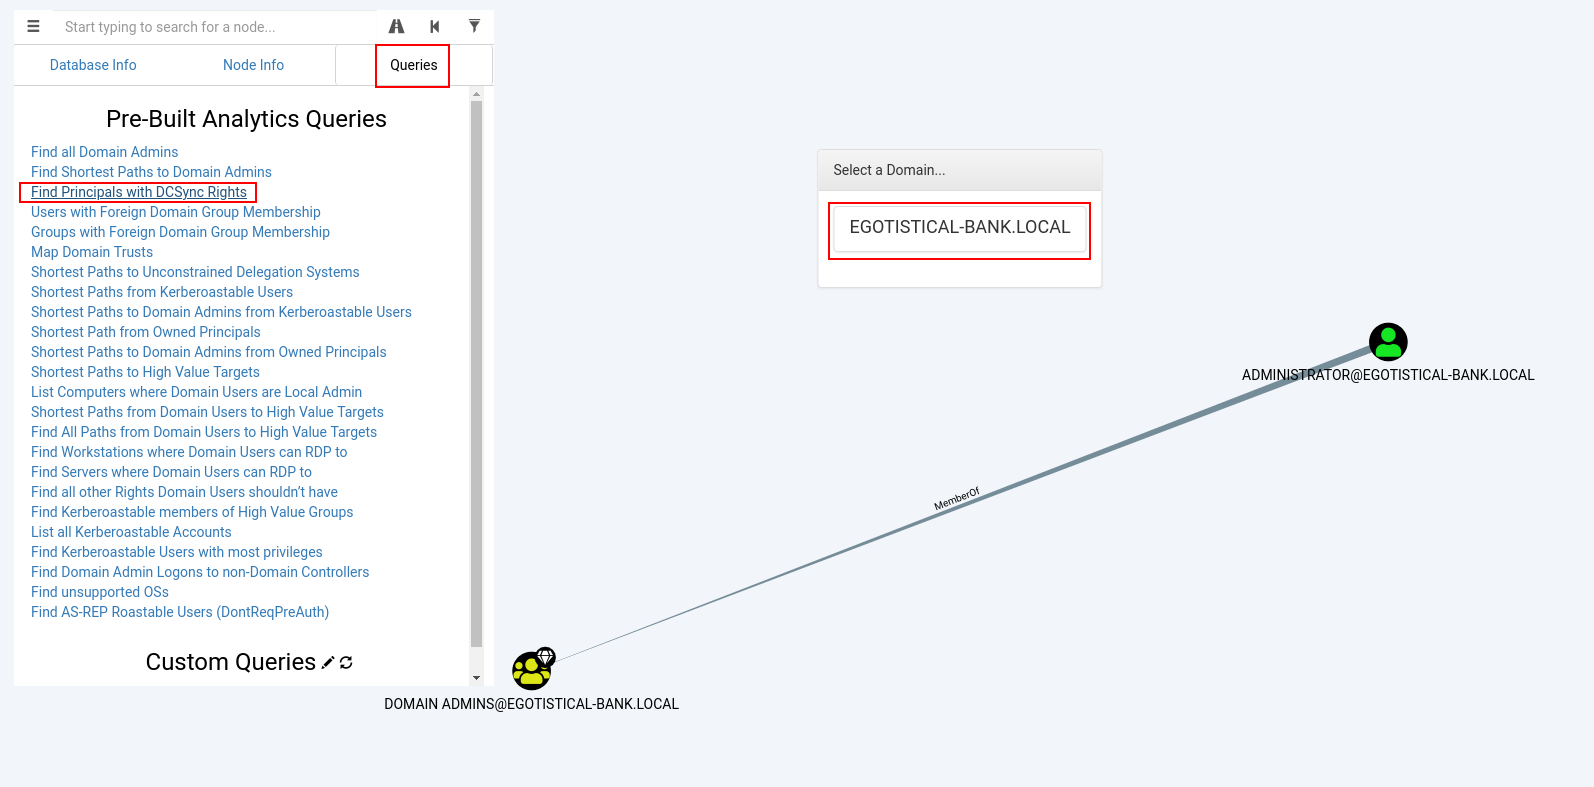 Start typing to search for a node...
Database Info
Node Info
Queries
Pre-Built Analytics Queries
Find all Domain Admins
Find Shortest Paths to Domain Admins
Find Principals with DCSync Rights
Users with Foreign Domain Group Membership
Groups with Foreign Domain Group Membership
Map Domain Trusts
Shortest Paths to Unconstrained Delegation Systems
Shortest Paths from Kerberoastable Users
Shortest Paths to Domain Admins from Kerberoastable Users
Shortest Path from Owned Principals
Shortest Paths to Domain Admins from Owned Principals
Shortest Paths to High Value Targets
List Computers where Domain Users are Local Admin
Shortest Paths from Domain Users to High Value Targets
Find All Paths from Domain Users to High Value Targets
Find Workstations where Domain Users can RDP to
Find Servers where Domain Users can RDP to
Find all other Rights Domain Users shouldn’t have
Find Kerberoastable members of High Value Groups
List all Kerberoastable Accounts
Find Kerberoastable Users with most privileges
Find Domain Admin Logons to non-Domain Controllers
Find unsupported OSs
Find AS-REP Roastable Users (DontReqPreAuth)
Custom Queries
Select a Domain...
EGOTISTICAL-BANK.LOCAL
ADMINISTRATOR@EGOTISTICAL-BANK.LOCAL
MemberOf
DOMAIN ADMINS@EGOTISTICAL-BANK.LOCAL